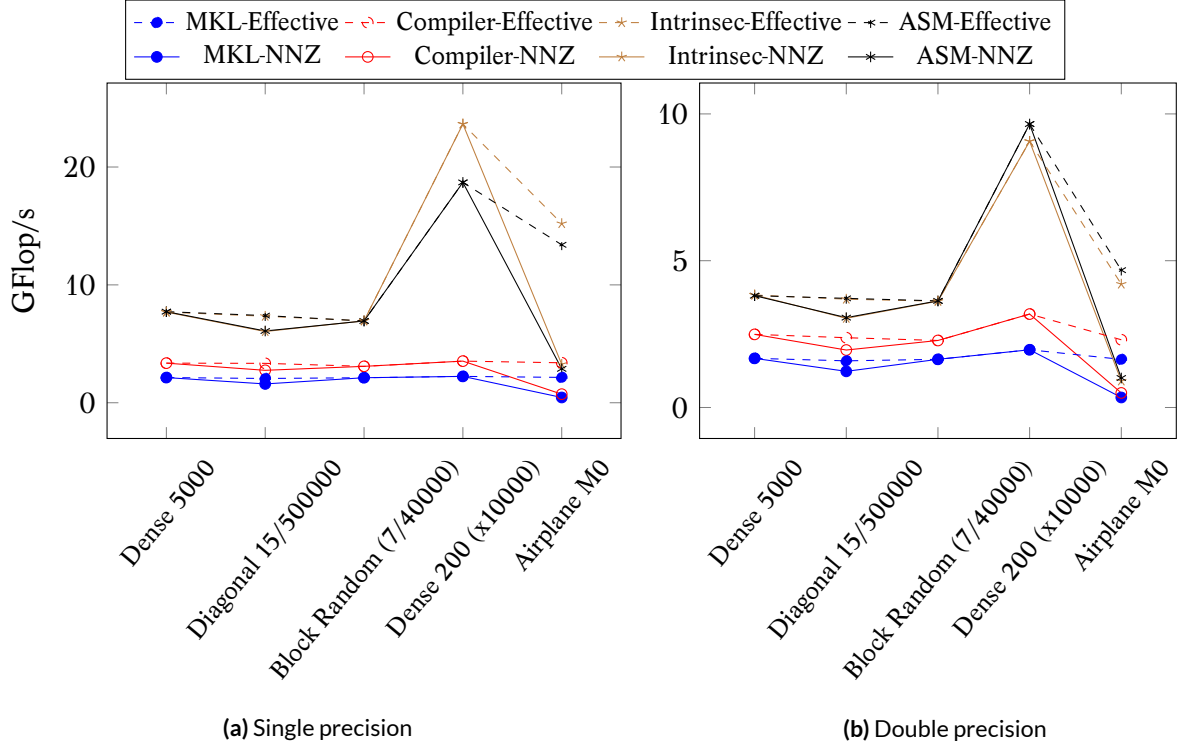 MKL-Effective Compiler-Effective Intrinsec-Effective ASM-Effective
MKL-NNZ Compiler-NNZ Intrinsec-NNZ ASM-NNZ
GFlop/s
20
10
0
Dense 5000
Diagonal 15/500000
Block Random (7/40000)
Dense 200 (x10000)
Airplane M0
(a) Single precision
10
5
0
Dense 5000
Diagonal 15/500000
Block Random (7/40000)
Dense 200 (x10000)
Airplane M0
(b) Double precision